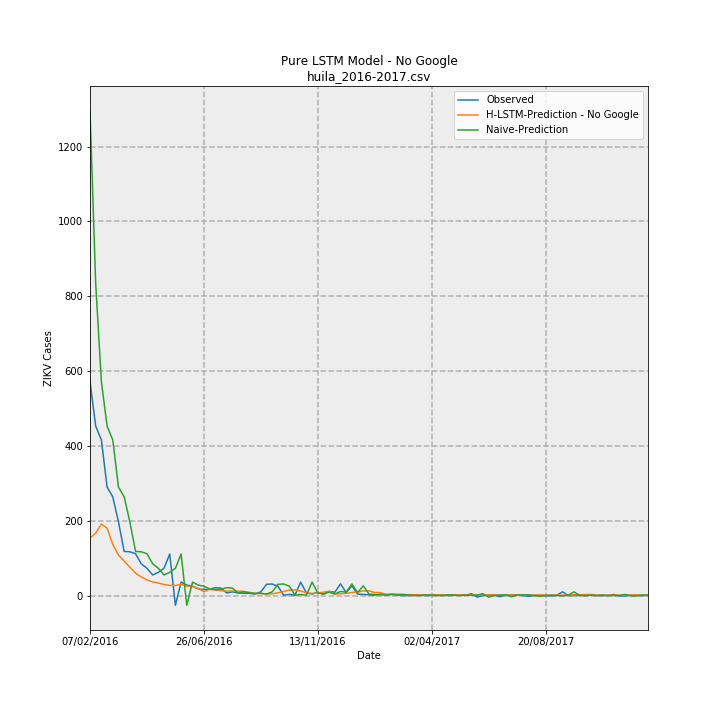 Pure LSTM Model - No Google
huila_2016-2017.csv
Observed
H-LSTM-Prediction - No Google
Naive-Prediction
1200
1000
800
600
400
200
0
ZIKV Cases
07/02/2016
26/06/2016
13/11/2016
02/04/2017
20/08/2017
Date